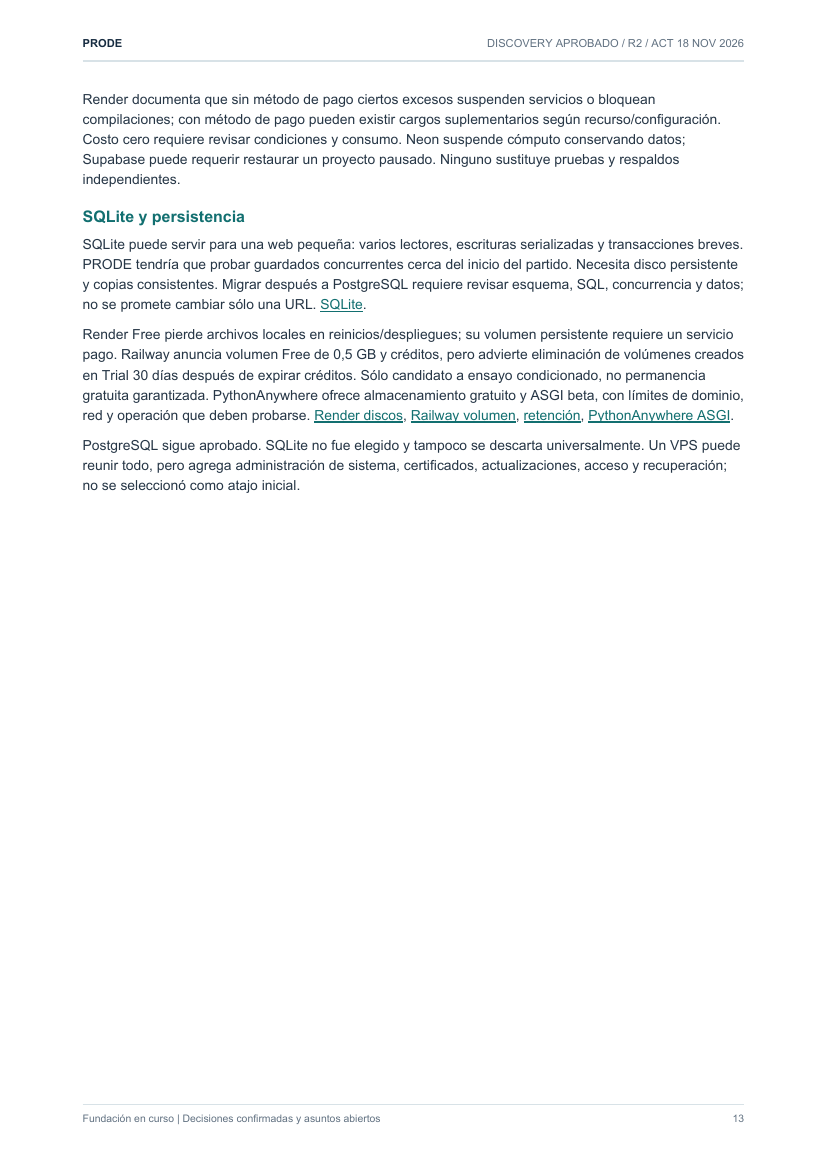 PRODE
DISCOVERY APROBADO / R2 / ACT 18 NOV 2026
Render documenta que sin método de pago ciertos excesos suspenden servicios o bloquean
compilaciones; con método de pago pueden existir cargos suplementarios según recurso/configuración.
Costo cero requiere revisar condiciones y consumo. Neon suspende cómputo conservando datos;
Supabase puede requerir restaurar un proyecto pausado. Ninguno sustituye pruebas y respaldos
independientes.
SQLite y persistencia
SQLite puede servir para una web pequeña: varios lectores, escrituras serializadas y transacciones breves.
PRODE tendría que probar guardados concurrentes cerca del inicio del partido. Necesita disco persistente
y copias consistentes. Migrar después a PostgreSQL requiere revisar esquema, SQL, concurrencia y datos;
no se promete cambiar sólo una URL. SQLite.
Render Free pierde archivos locales en reinicios/despliegues; su volumen persistente requiere un servicio
pago. Railway anuncia volumen Free de 0,5 GB y créditos, pero advierte eliminación de volúmenes creados
en Trial 30 días después de expirar créditos. Sólo candidato a ensayo condicionado, no permanencia
gratuita garantizada. PythonAnywhere ofrece almacenamiento gratuito y ASGI beta, con límites de dominio,
red y operación que deben probarse. Render discos, Railway volumen, retención, PythonAnywhere ASGI.
PostgreSQL sigue aprobado. SQLite no fue elegido y tampoco se descarta universalmente. Un VPS puede
reunir todo, pero agrega administración de sistema, certificados, actualizaciones, acceso y recuperación;
no se seleccionó como atajo inicial.
Fundación en curso | Decisiones confirmadas y asuntos abiertos
13